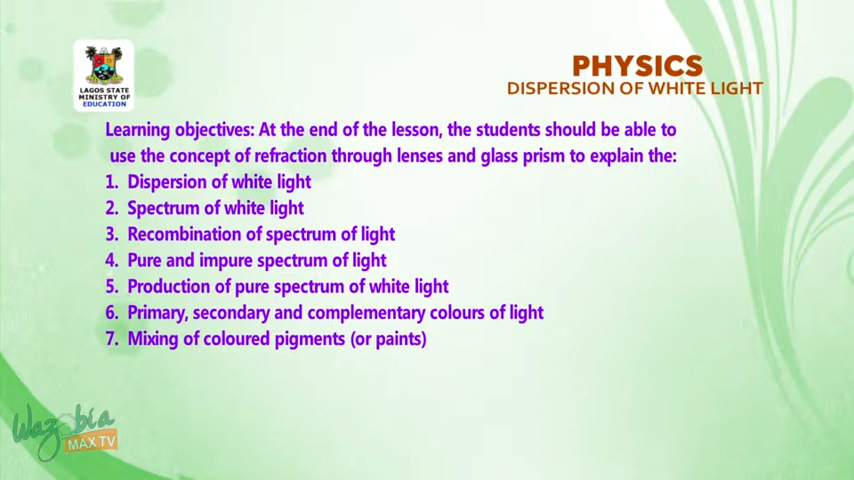 LAGOS STATE
MINISTRY OF
EDUCATION
PHYSICS
DISPERSION OF WHITE LIGHT
Learning objectives: At the end of the lesson, the students should be able to
use the concept of refraction through lenses and glass prism to explain the:
1. Dispersion of white light
2. Spectrum of white light
3. Recombination of spectrum of light
4. Pure and impure spectrum of light
5. Production of pure spectrum of white light
6. Primary, secondary and complementary colours of light
7. Mixing of coloured pigments (or paints)
Wazobia
MAX TV